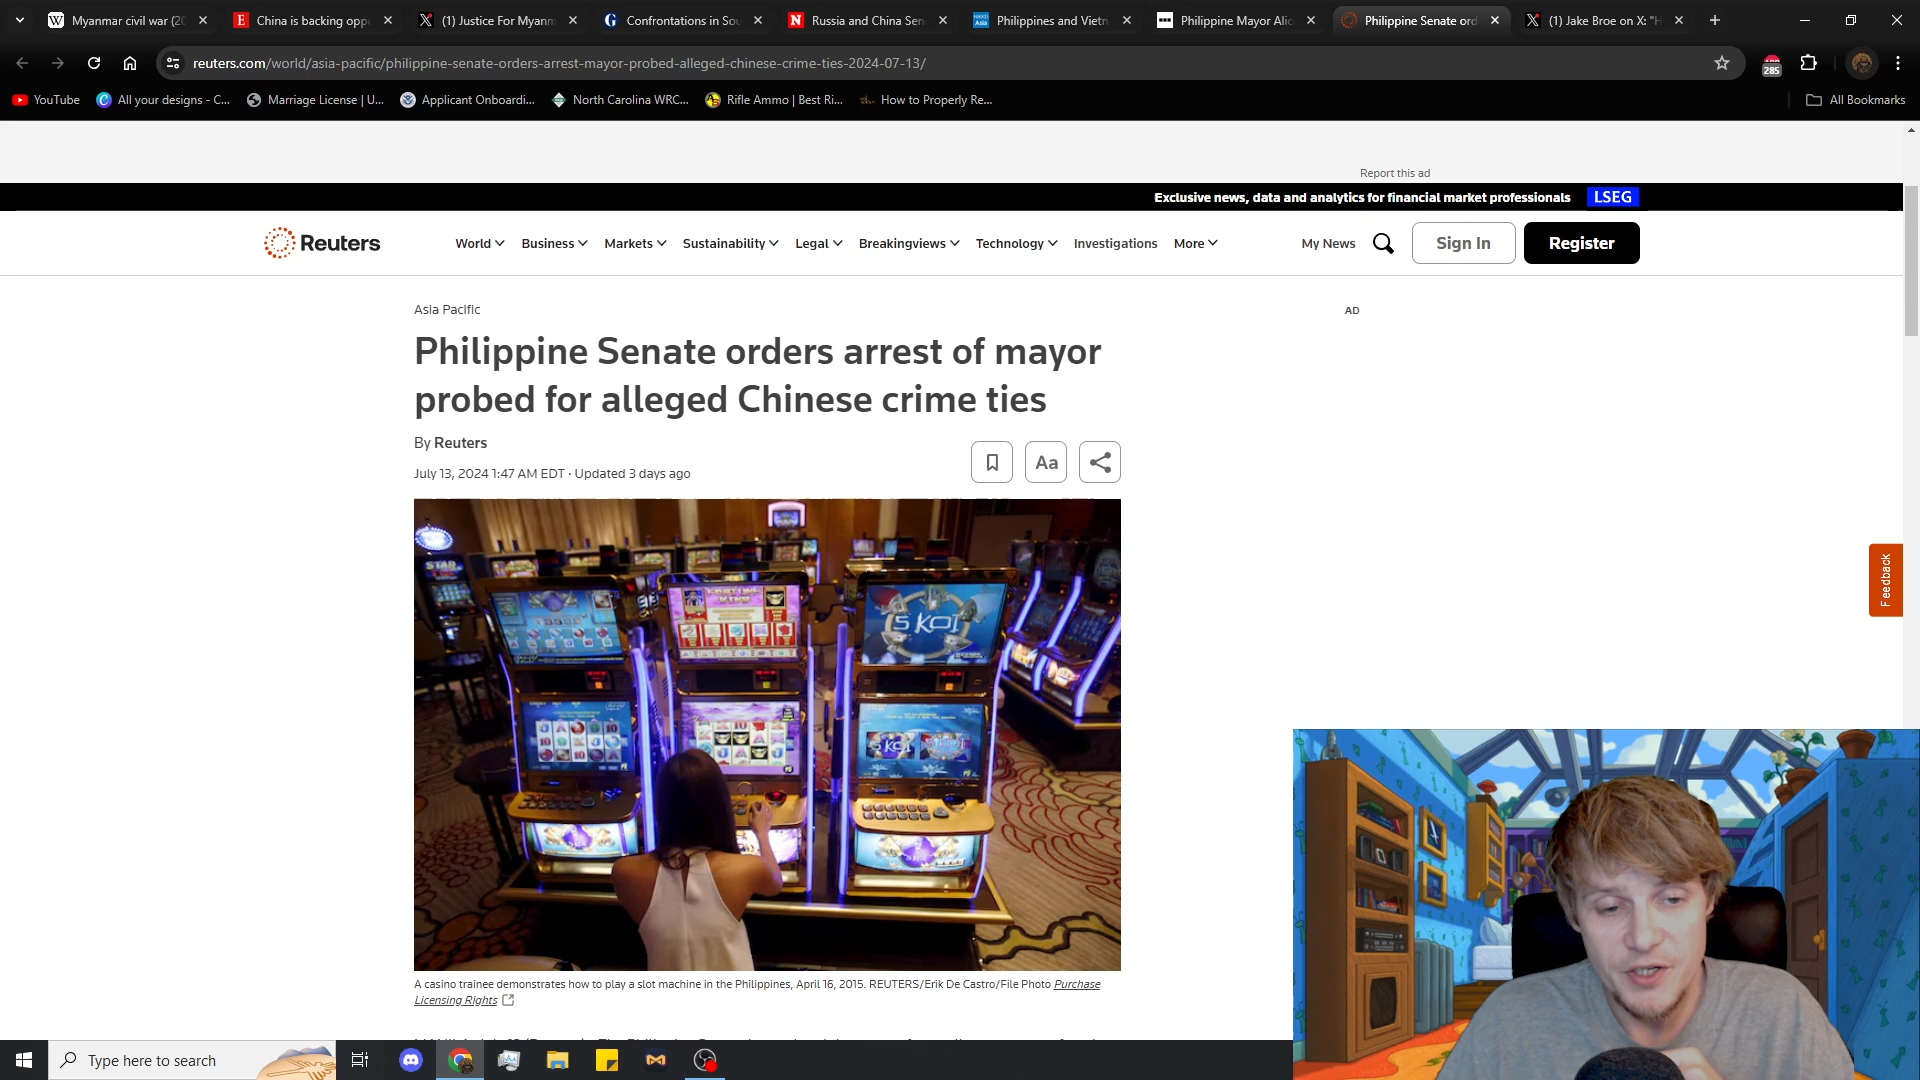 Myanmar civil war (20
China is backing oppo
(1) Justice For Myanm
Confrontations in Sou
Russia and China Sen
Philippines and Vietn
Philippine Mayor Alic
Philippine Senate ord
(1) Jake Broe on X: "H
reuters.com/world/asia-pacific/philippine-senate-orders-arrest-mayor-probed-alleged-chinese-crime-ties-2024-07-13/
285
YouTube
All your designs - C...
Marriage License | U...
Applicant Onboardi...
North Carolina WRC...
Rifle Ammo | Best Ri...
How to Properly Re...
All Bookmarks
Report this ad
Exclusive news, data and analytics for financial market professionals LSEG
Reuters
World
Business
Markets
Sustainability
Legal
Breakingviews
Technology
Investigations
More
My News
Sign In
Register
Asia Pacific
AD
Philippine Senate orders arrest of mayor
probed for alleged Chinese crime ties
By Reuters
July 13, 2024 1:47 AM EDT · Updated 3 days ago
Aa
STAR
5 KOI
5 KOI
Feedback
A casino trainee demonstrates how to play a slot machine in the Philippines, April 16, 2015. REUTERS/Erik De Castro/File Photo Purchase
Licensing Rights
Type here to search